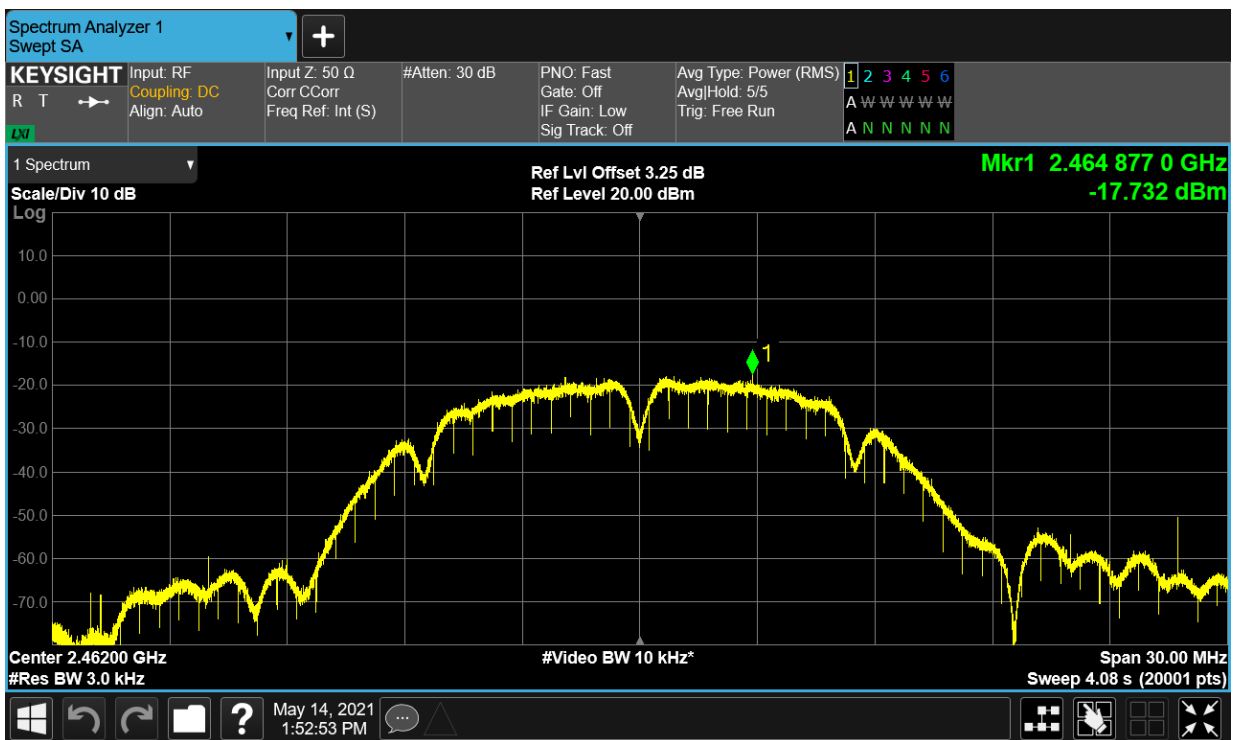 Spectrum Analyzer 1
Swept SA
KEYSIGHT
R T
LXI
Input: RF
Coupling: DC
Align: Auto
Input Z: 50 Ω
Corr CCorr
Freq Ref: Int (S)
#Atten: 30 dB
PNO: Fast
Gate: Off
IF Gain: Low
Sig Track: Off
Avg Type: Power (RMS)
Avg|Hold: 5/5
Trig: Free Run
1 2 3 4 5 6
A W W W W W
A N N N N N
1 Spectrum
Scale/Div 10 dB
Log
Ref Lvl Offset 3.25 dB
Ref Level 20.00 dBm
Mkr1 2.464 877 0 GHz
-17.732 dBm
10.0
0.00
-10.0
1
-20.0
-30.0
-40.0
-50.0
-60.0
-70.0
Center 2.46200 GHz
#Res BW 3.0 kHz
#Video BW 10 kHz*
Span 30.00 MHz
Sweep 4.08 s (20001 pts)
?
May 14, 2021
1:52:53 PM